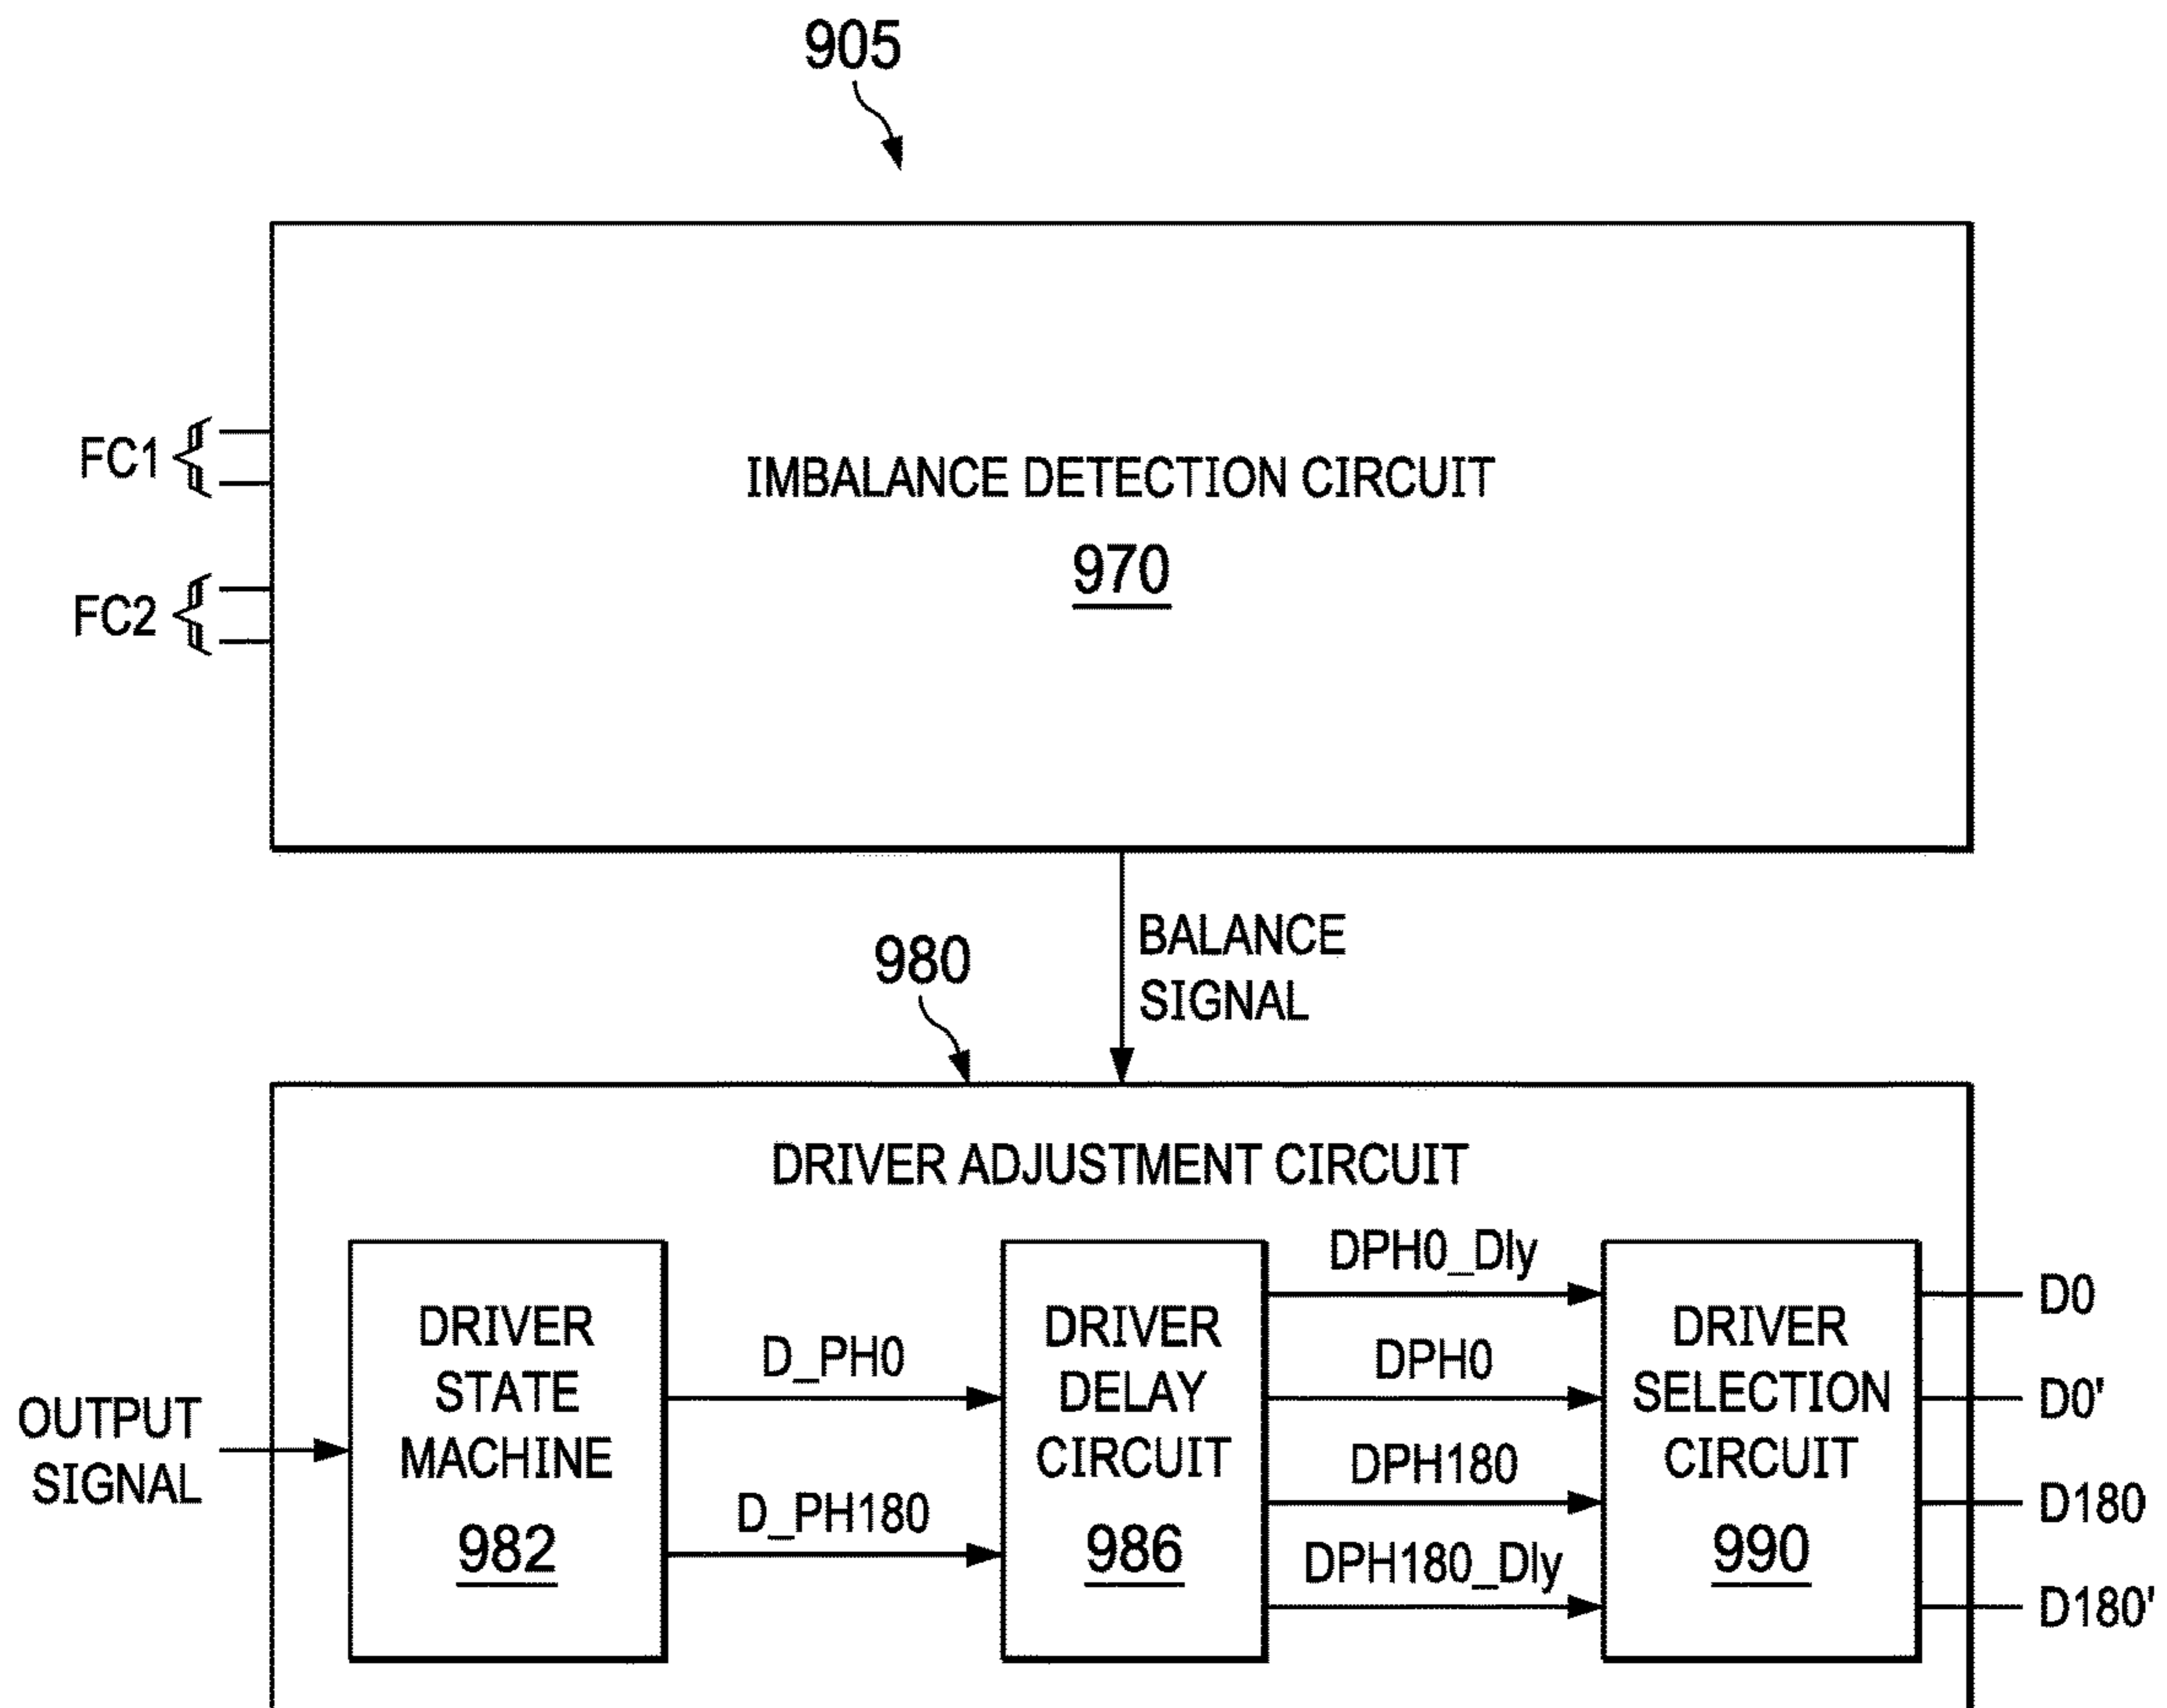 905
FC1
IMBALANCE DETECTION CIRCUIT
970
FC2
BALANCE
SIGNAL
980
DRIVER ADJUSTMENT CIRCUIT
OUTPUT
SIGNAL
DRIVER
STATE
MACHINE
982
D_PH0
D_PH180
DRIVER
DELAY
CIRCUIT
986
DPH0_Dly
DPH0
DPH180
DPH180_Dly
DRIVER
SELECTION
CIRCUIT
990
D0
D0'
D180
D180'